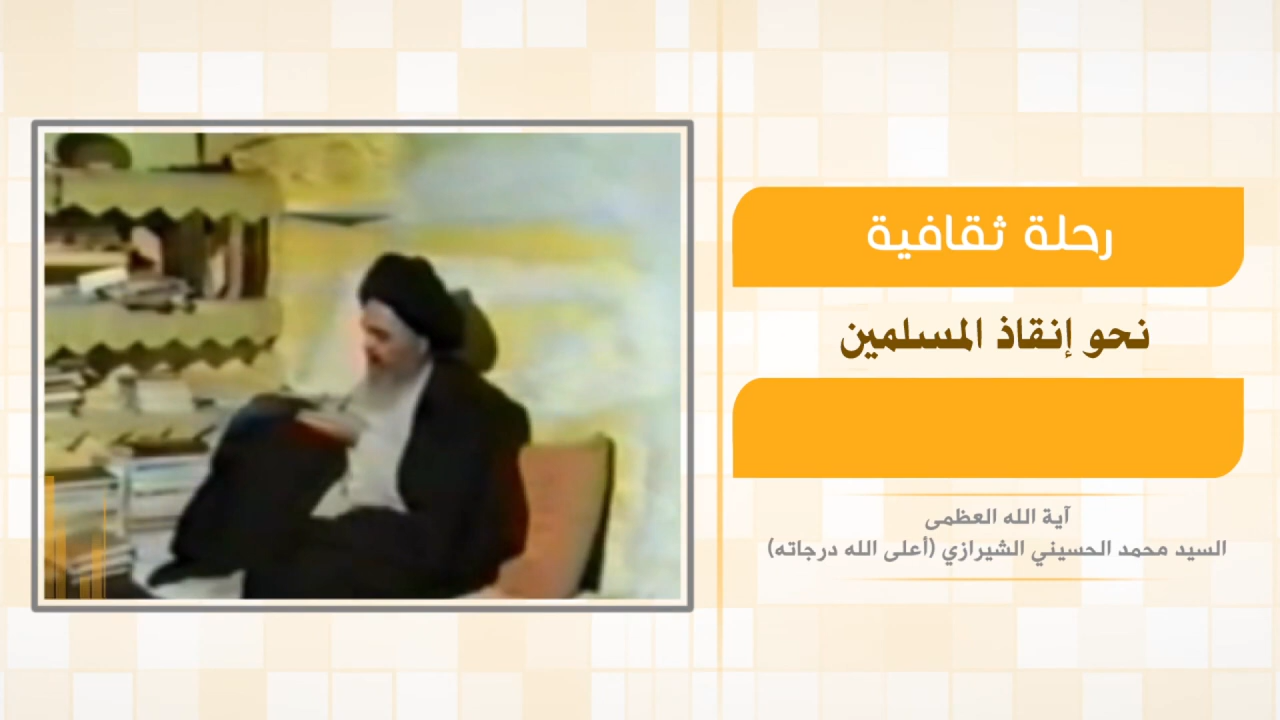 رحلة ثقافية
نحو إنقاذ المسلمين
آية الله العظمى
السيد محمد الحسيني الشيرازي (أعلى الله درجاته)